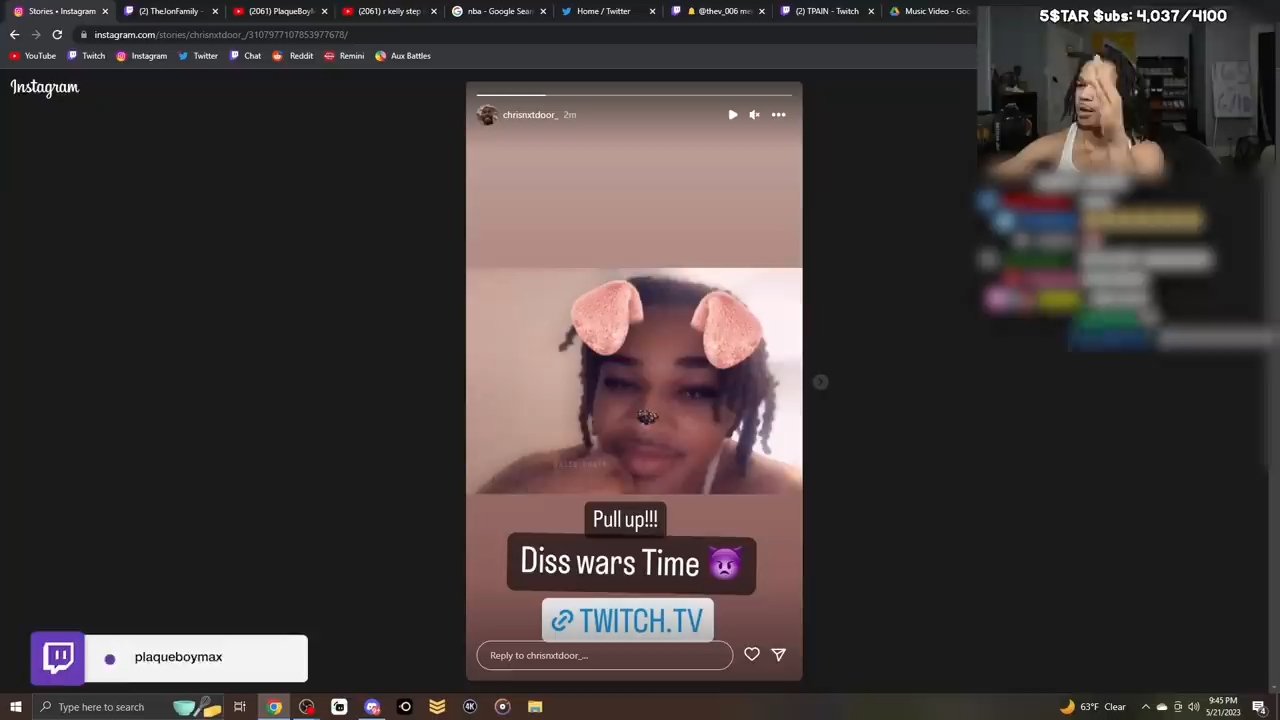 Stories • Instagram
(2) TheJonFamily -
(2061) PlaqueBoyM
(2061) r kelly step
nba - Google Sear
Home / Twitter
@thev_006 me
(2) TPAIN - Twitch
Music Video - Goo
5$TAR $ubs: 4,037/4100
instagram.com/stories/chrisnxtdoor_/3107977107853977678/
YouTube
Twitch
Instagram
Twitter
Chat
Reddit
Remini
Aux Battles
Instagram
chrisnxtdoor_ 2m
Pull up!!!
Diss wars Time 😈
TWITCH.TV
Reply to chrisnxtdoor_...
plaqueboymax
Type here to search
63°F Clear
9:45 PM
5/21/2023